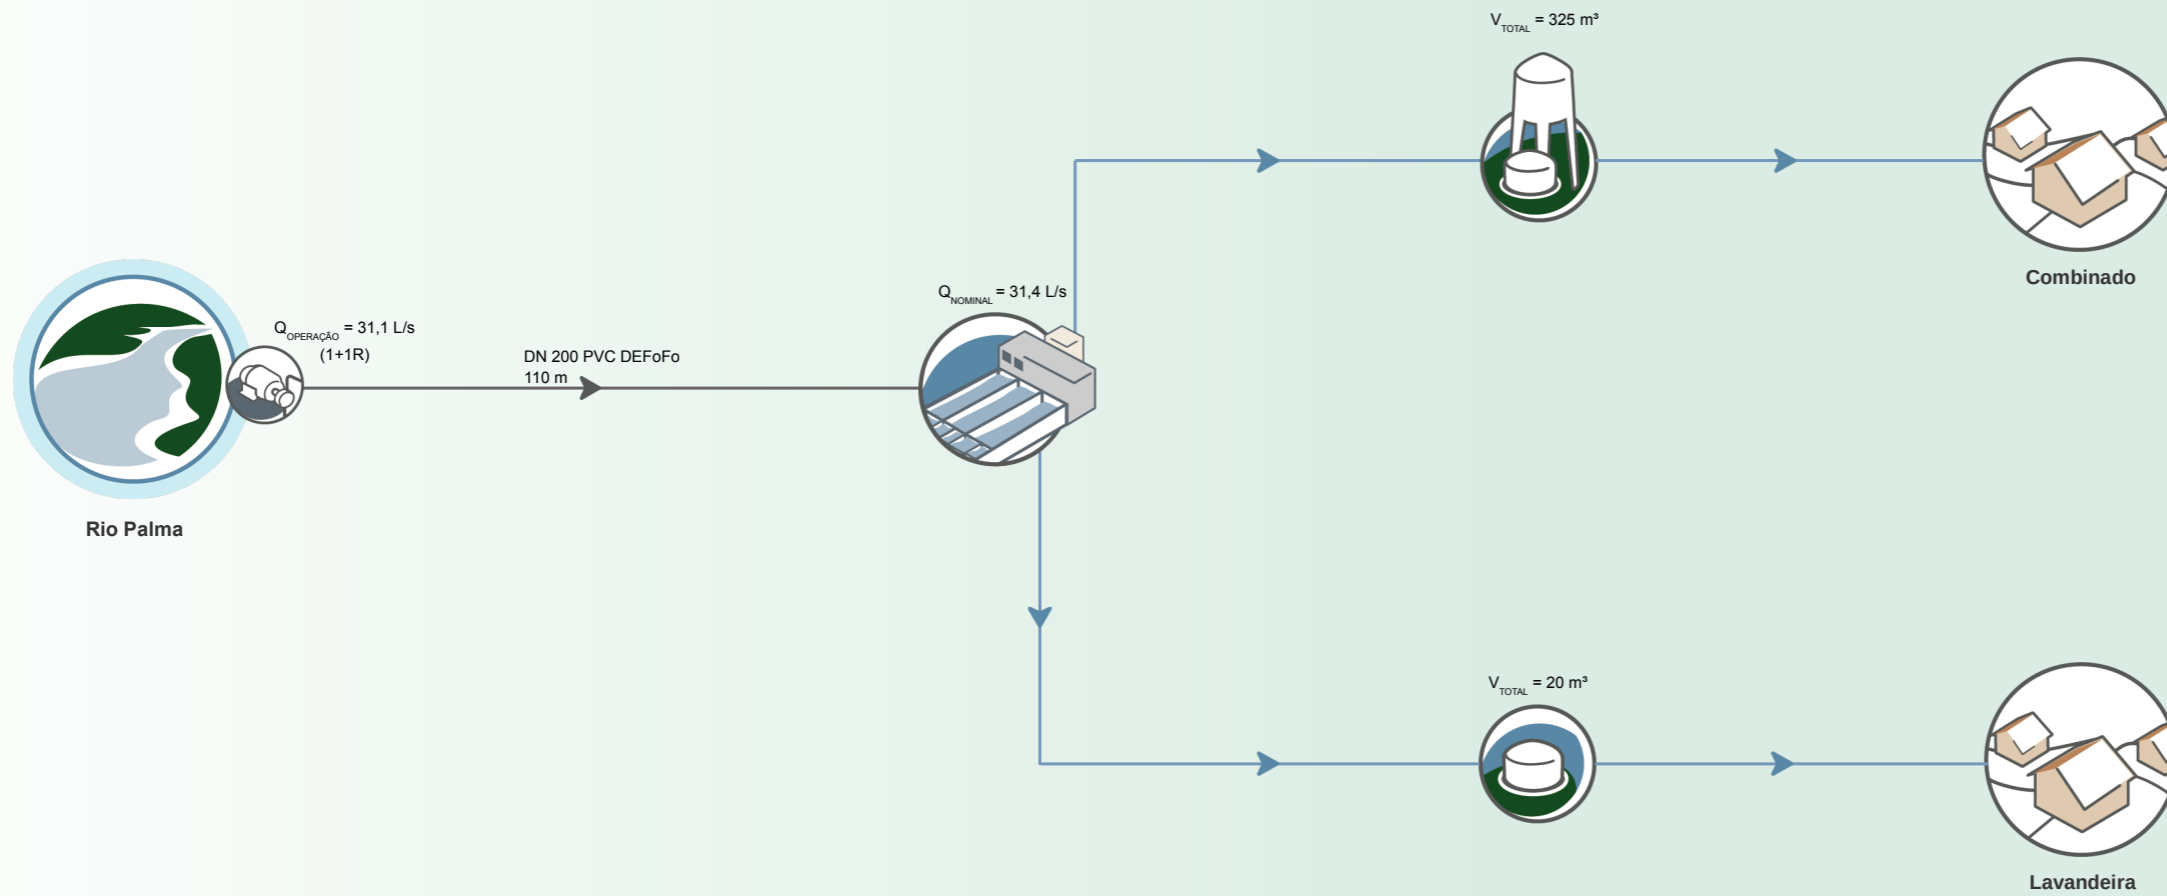 V_TOTAL = 325 m³
Combinado
Q_NOMINAL = 31,4 L/s
Q_OPERAÇÃO = 31,1 L/s
(1+1R)
DN 200 PVC DEFoFo
110 m
Rio Palma
V_TOTAL = 20 m³
Lavandeira